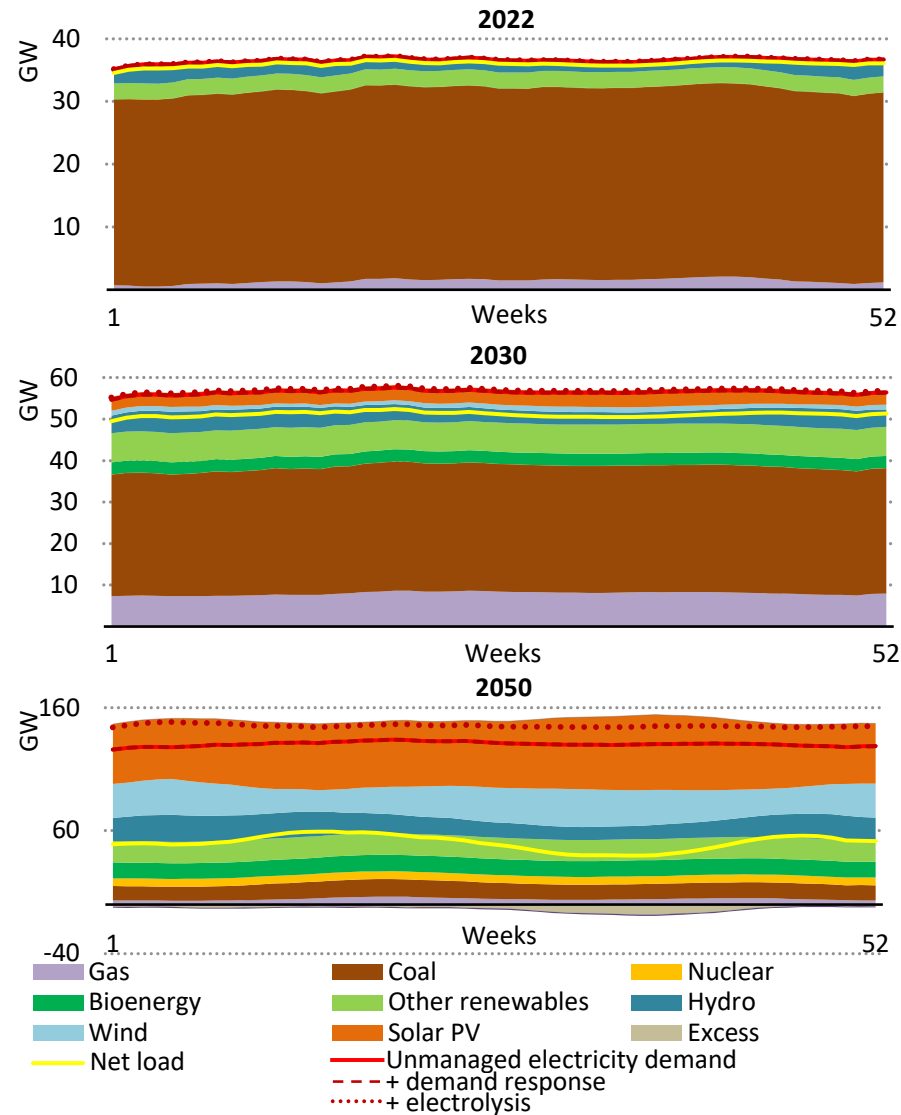 2022
GW
40
30
20
10
1 Weeks 52
2030
GW
60
50
40
30
20
10
1 Weeks 52
2050
GW
160
60
-40
1 Weeks 52
Gas Coal Nuclear
Bioenergy Other renewables Hydro
Wind Solar PV Excess
Net load Unmanaged electricity demand
+ demand response
+ electrolysis